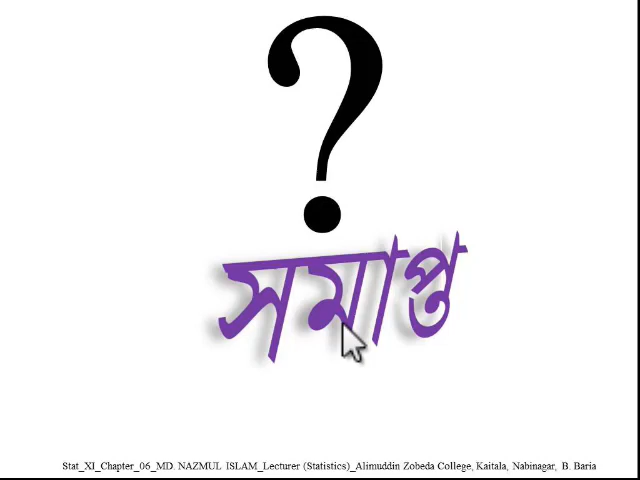 ?
সমাপ্ত
Stat_XI_Chapter_06_MD. NAZMUL ISLAM_Lecturer (Statistics)_Alimuddin Zobeda College, Kaitala, Nabinagar, B. Baria